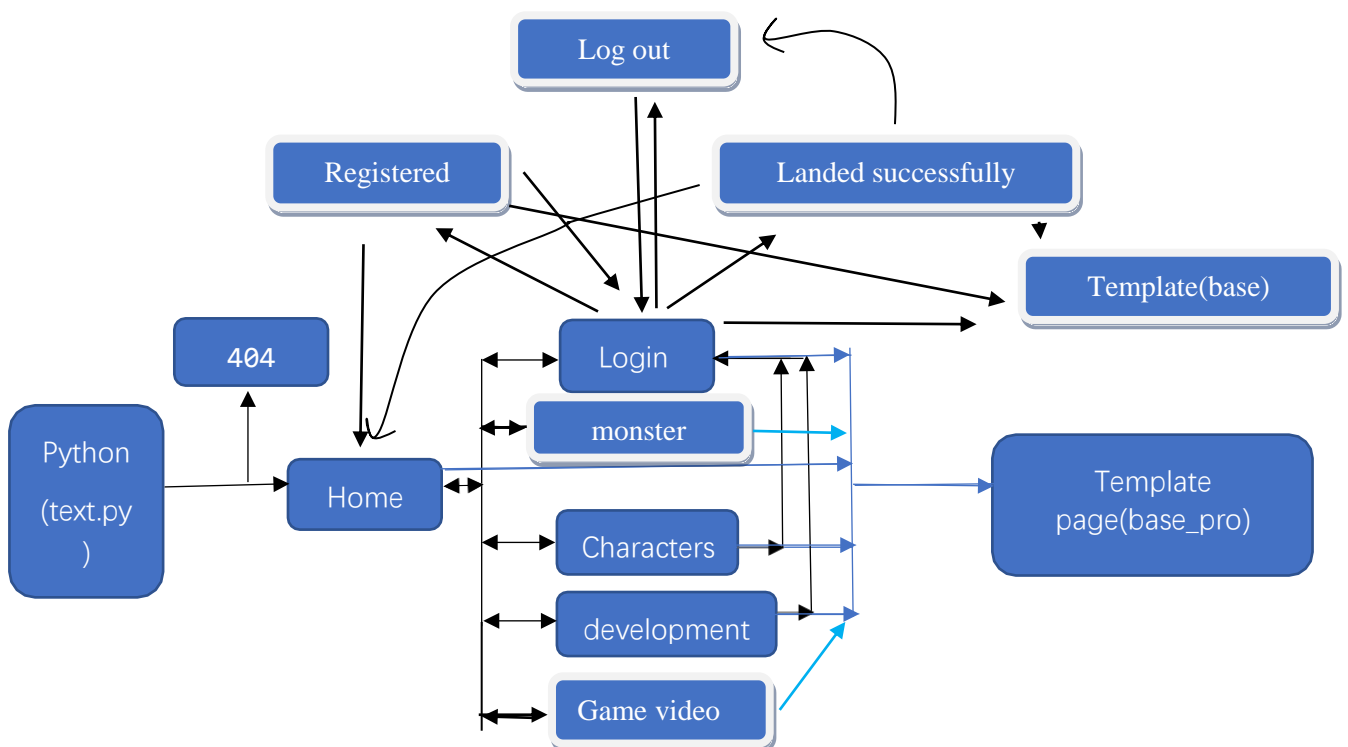 Log out
Registered
Landed successfully
Template(base)
404
Login
Python
(text.py
)
monster
Home
Template
page(base_pro)
Characters
development
Game video